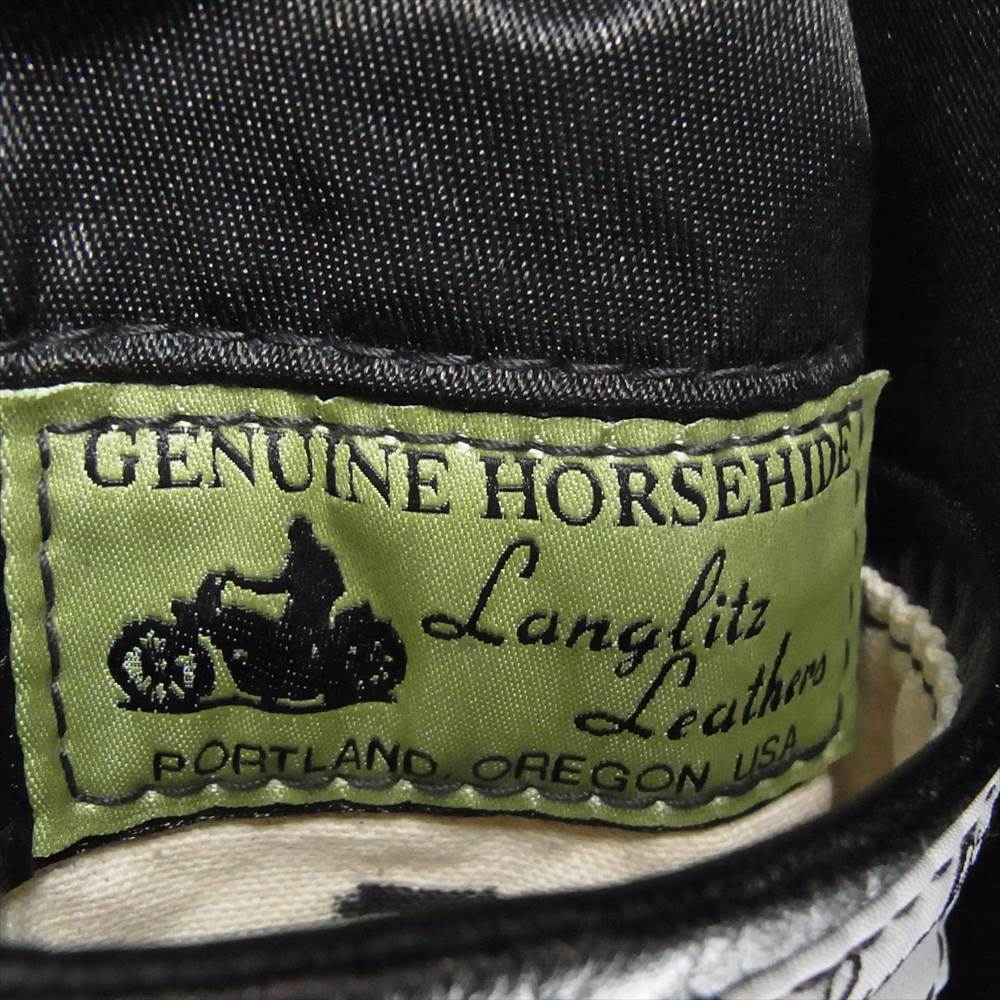 GENUINE HORSEHIDE
Langlitz
Leathers
PORTLAND, OREGON USA